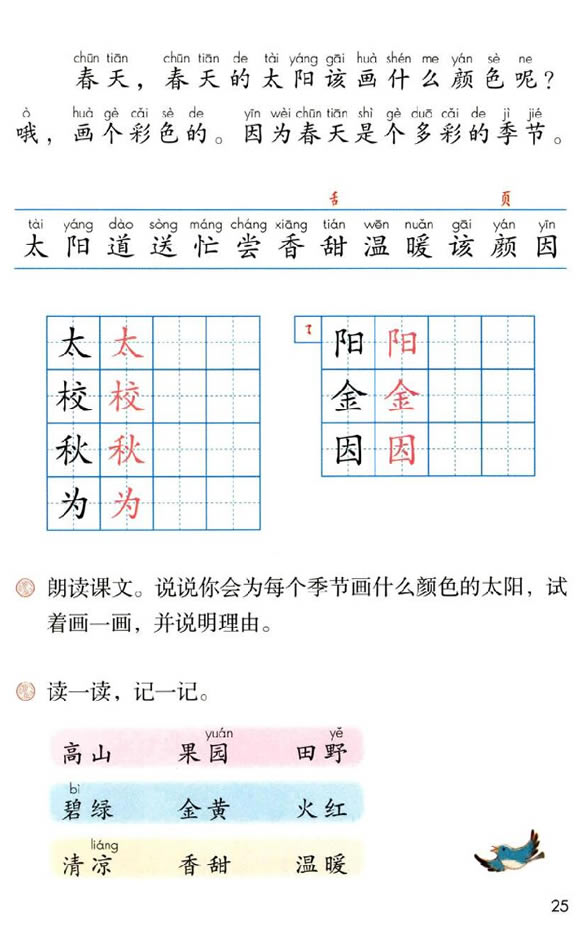 chūn tiān chūn tiān de tài yáng gāi huà shén me yán sè ne
春天，春天的太阳该画什么颜色呢？
ò huà gè cǎi sè de yīn wèi chūn tiān shì gè duō cǎi de jì jié
哦，画个彩色的。因为春天是个多彩的季节。
舌 页
tài yáng dào sòng máng cháng xiāng tián wēn nuǎn gāi yán yīn
太阳道送忙尝香甜温暖该颜因
太太
校校
秋秋
为为
㇌ 阳阳
金金
因因
朗读课文。说说你会为每个季节画什么颜色的太阳，试
着画一画，并说明理由。
读一读，记一记。
yuán yě
高山 果园 田野
bì
碧绿 金黄 火红
liáng
清凉 香甜 温暖
25